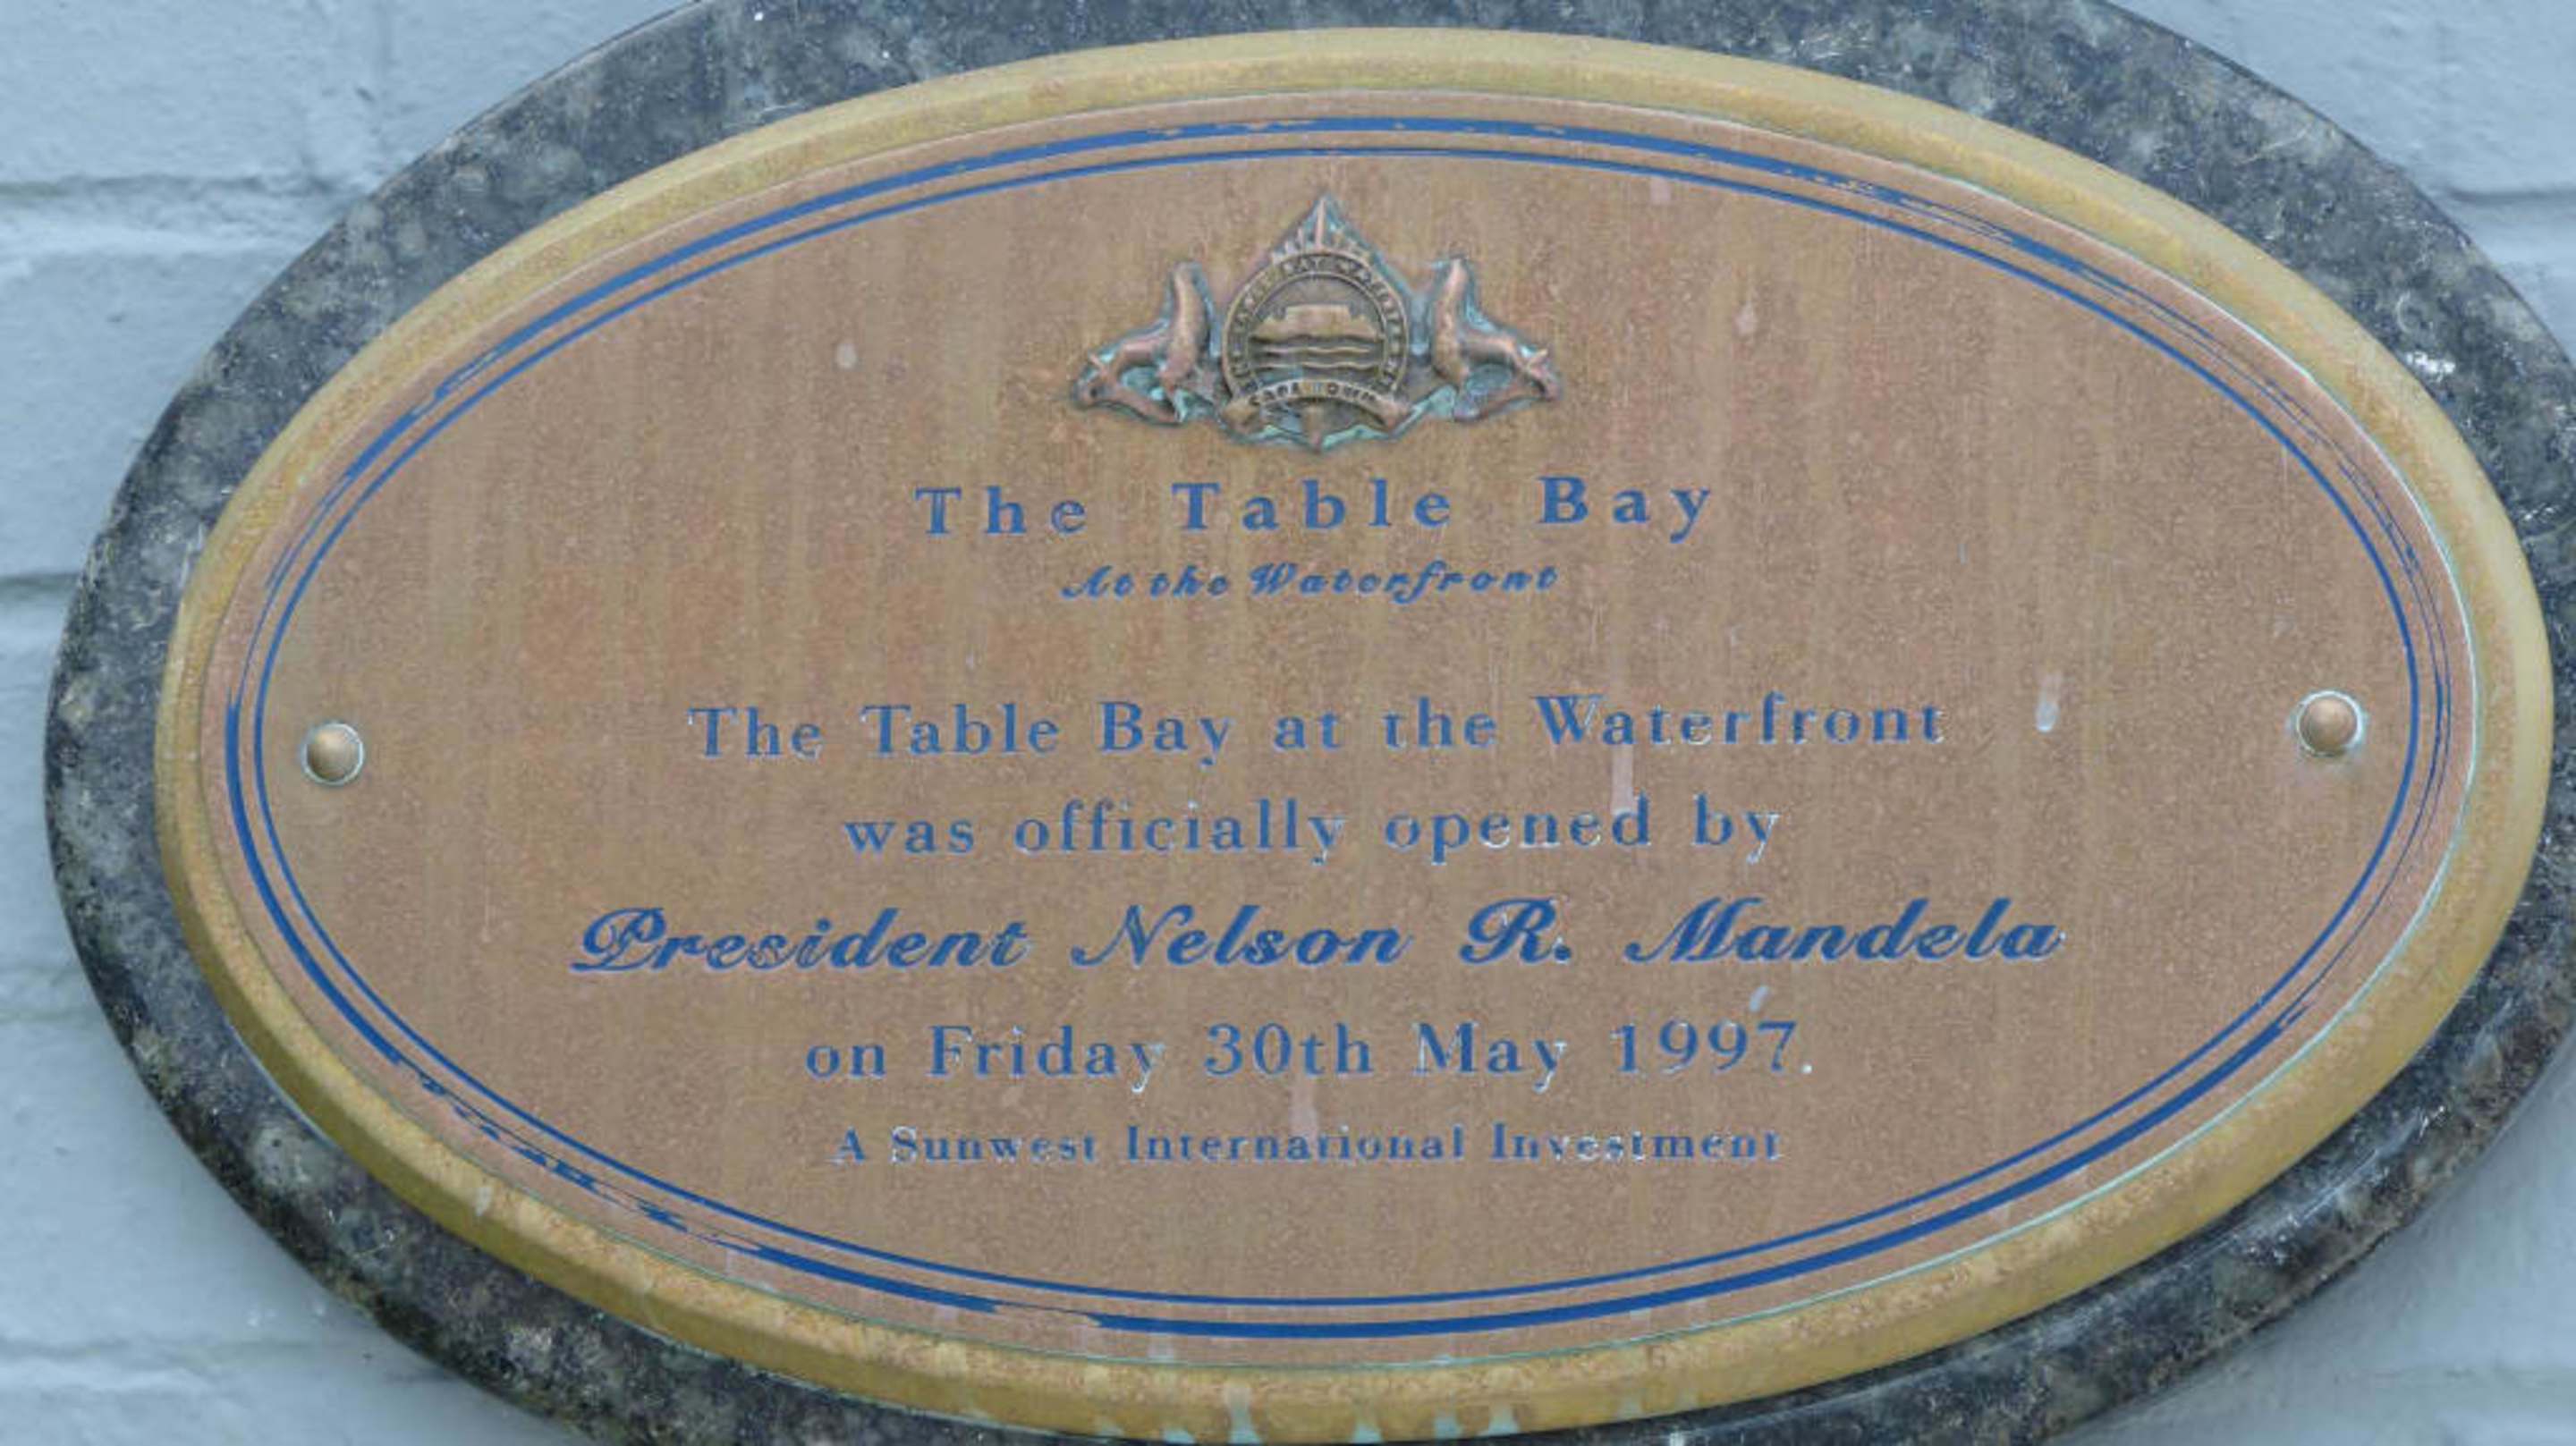 The Table Bay
At the Waterfront
The Table Bay at the Waterfront
was officially opened by
President Nelson R. Mandela
on Friday 30th May 1997.
A Sunwest International Investment